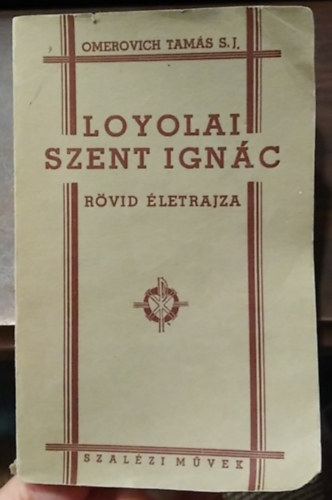 OMEROVICH TAMÁS S.J.
LOYOLAI
SZENT IGNÁC
RÖVID ÉLETRAJZA
SZALÉZI MŰVEK